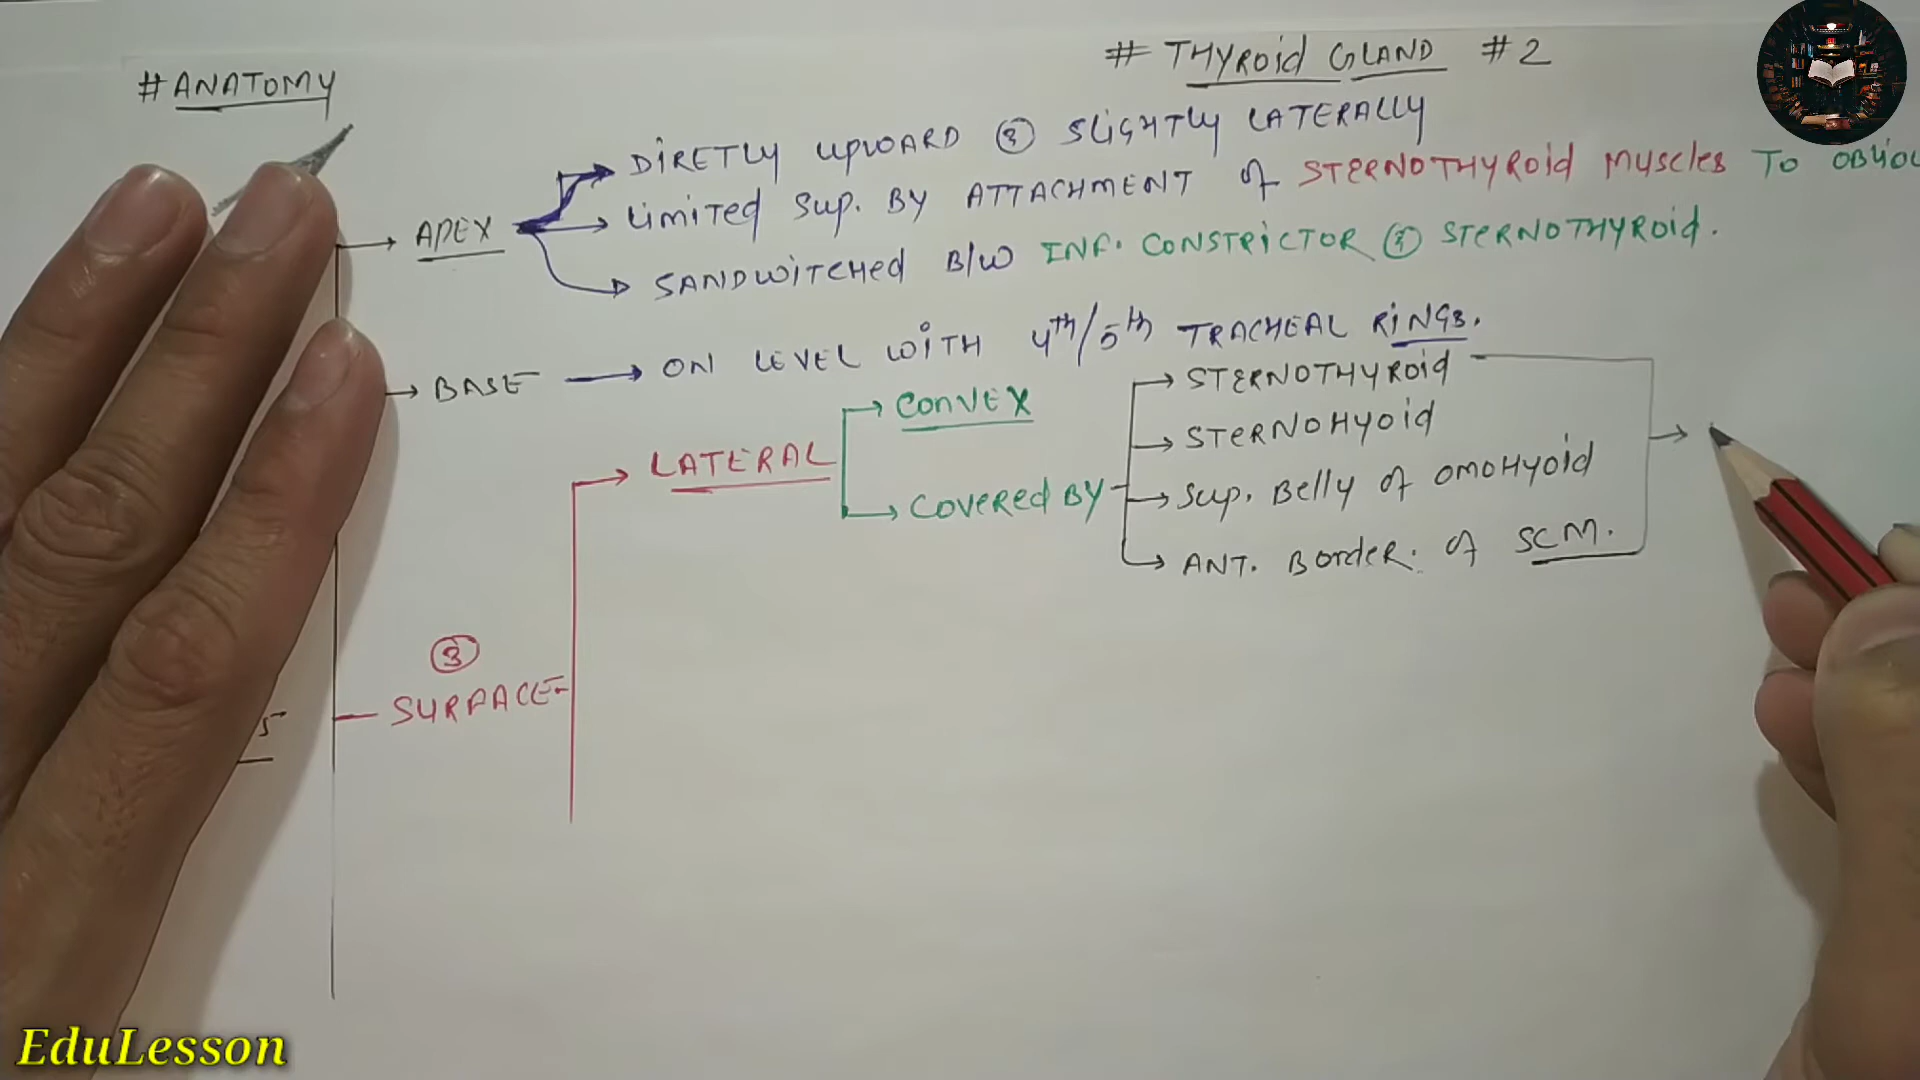 # THYROID GLAND #2
#ANATOMY
DIRETLY UPWARD & SLIGHTLY LATERALLY
APEX
LIMITED SUP. BY ATTACHMENT OF STERNOTHYROID MUSCLES TO OBLIQU
SANDWITCHED B/W INF. CONSTRICTOR & STERNOTHYROID.
BASE
ON LEVEL WITH 4th/5th TRACHEAL RINGS.
LATERAL
CONVEX
COVERED BY
STERNOTHYROID
STERNOHYOID
SUP. BELLY OF OMOHYOID
ANT. BORDER. OF SCM.
3
SURFACE
EduLesson